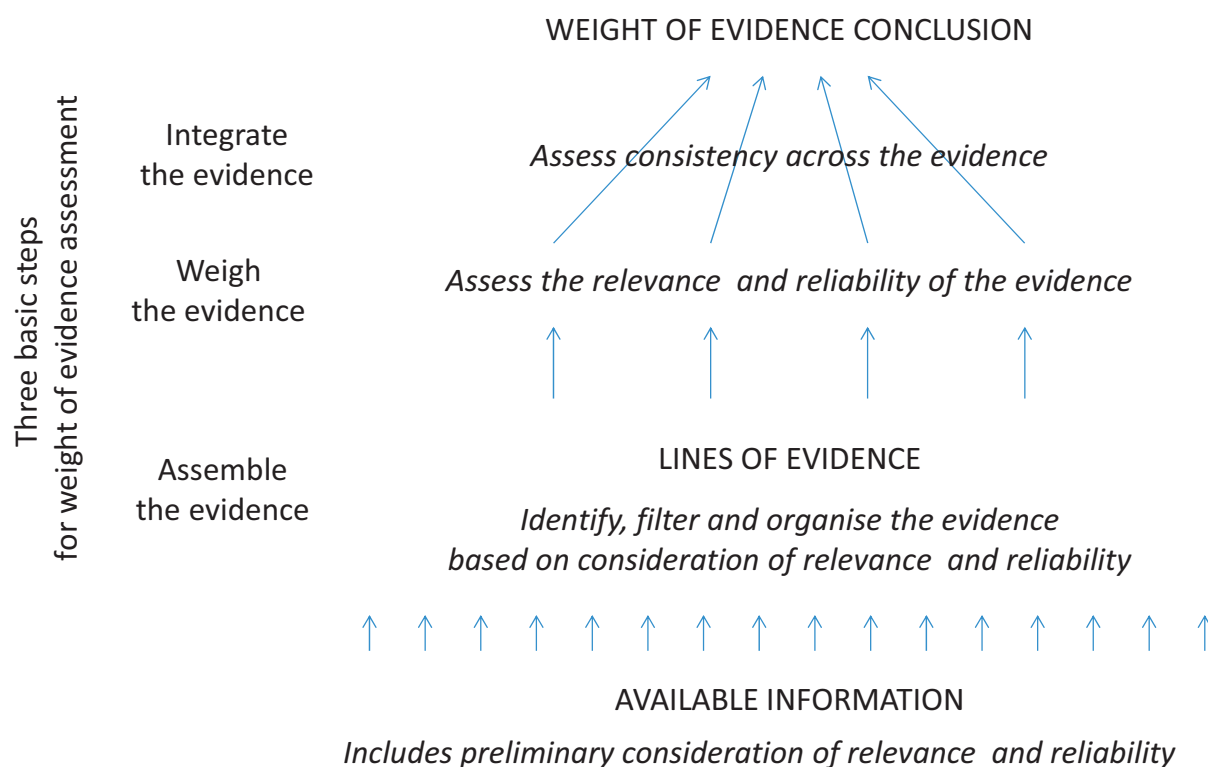 WEIGHT OF EVIDENCE CONCLUSION
Three basic steps
for weight of evidence assessment
Integrate
the evidence
Assess consistency across the evidence
Weigh
the evidence
Assess the relevance and reliability of the evidence
Assemble
the evidence
LINES OF EVIDENCE
Identify, filter and organise the evidence
based on consideration of relevance and reliability
AVAILABLE INFORMATION
Includes preliminary consideration of relevance and reliability